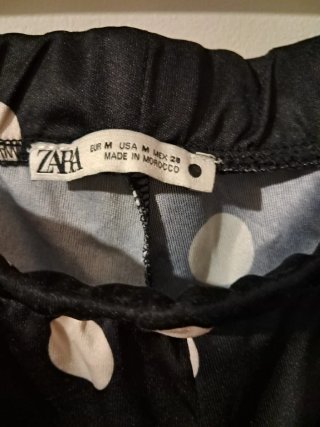 ZARA
EUR M USA M MEX 28
MADE IN MOROCCO